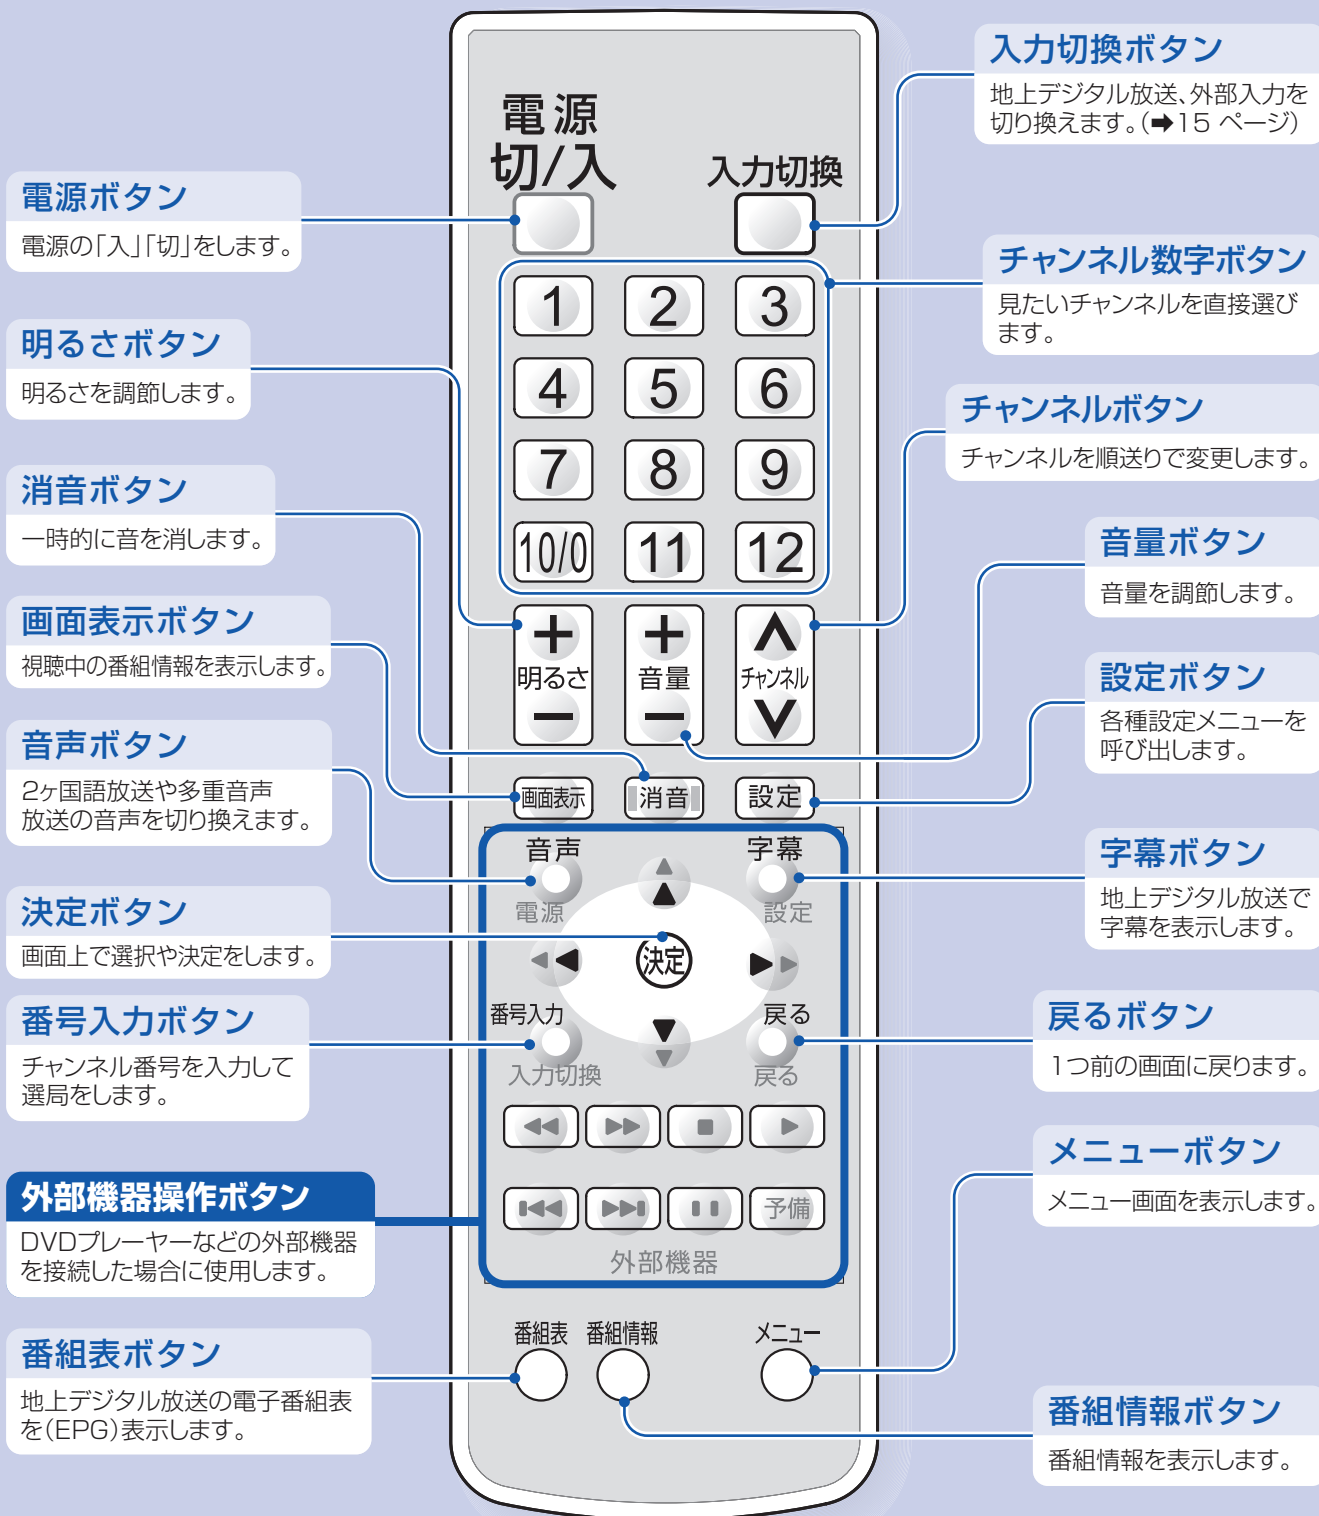 電源ボタン
電源の「入」「切」をします。
明るさボタン
明るさを調節します。
消音ボタン
一時的に音を消します。
画面表示ボタン
視聴中の番組情報を表示します。
音声ボタン
2ヶ国語放送や多重音声
放送の音声を切り換えます。
決定ボタン
画面上で選択や決定をします。
番号入力ボタン
チャンネル番号を入力して
選局をします。
外部機器操作ボタン
DVDプレーヤーなどの外部機器
を接続した場合に使用します。
番組表ボタン
地上デジタル放送の電子番組表
を(EPG)表示します。
電源
切/入
入力切換
1 2 3
4 5 6
7 8 9
10/0 11 12
明るさ 音量 チャンネル
画面表示 消音 設定
音声 字幕
電源 設定
決定
番号入力 戻る
入力切換 戻る
予備
外部機器
番組表 番組情報 メニュー
入力切換ボタン
地上デジタル放送、外部入力を
切り換えます。(➡15 ページ)
チャンネル数字ボタン
見たいチャンネルを直接選び
ます。
チャンネルボタン
チャンネルを順送りで変更します。
音量ボタン
音量を調節します。
設定ボタン
各種設定メニューを
呼び出します。
字幕ボタン
地上デジタル放送で
字幕を表示します。
戻るボタン
1つ前の画面に戻ります。
メニューボタン
メニュー画面を表示します。
番組情報ボタン
番組情報を表示します。